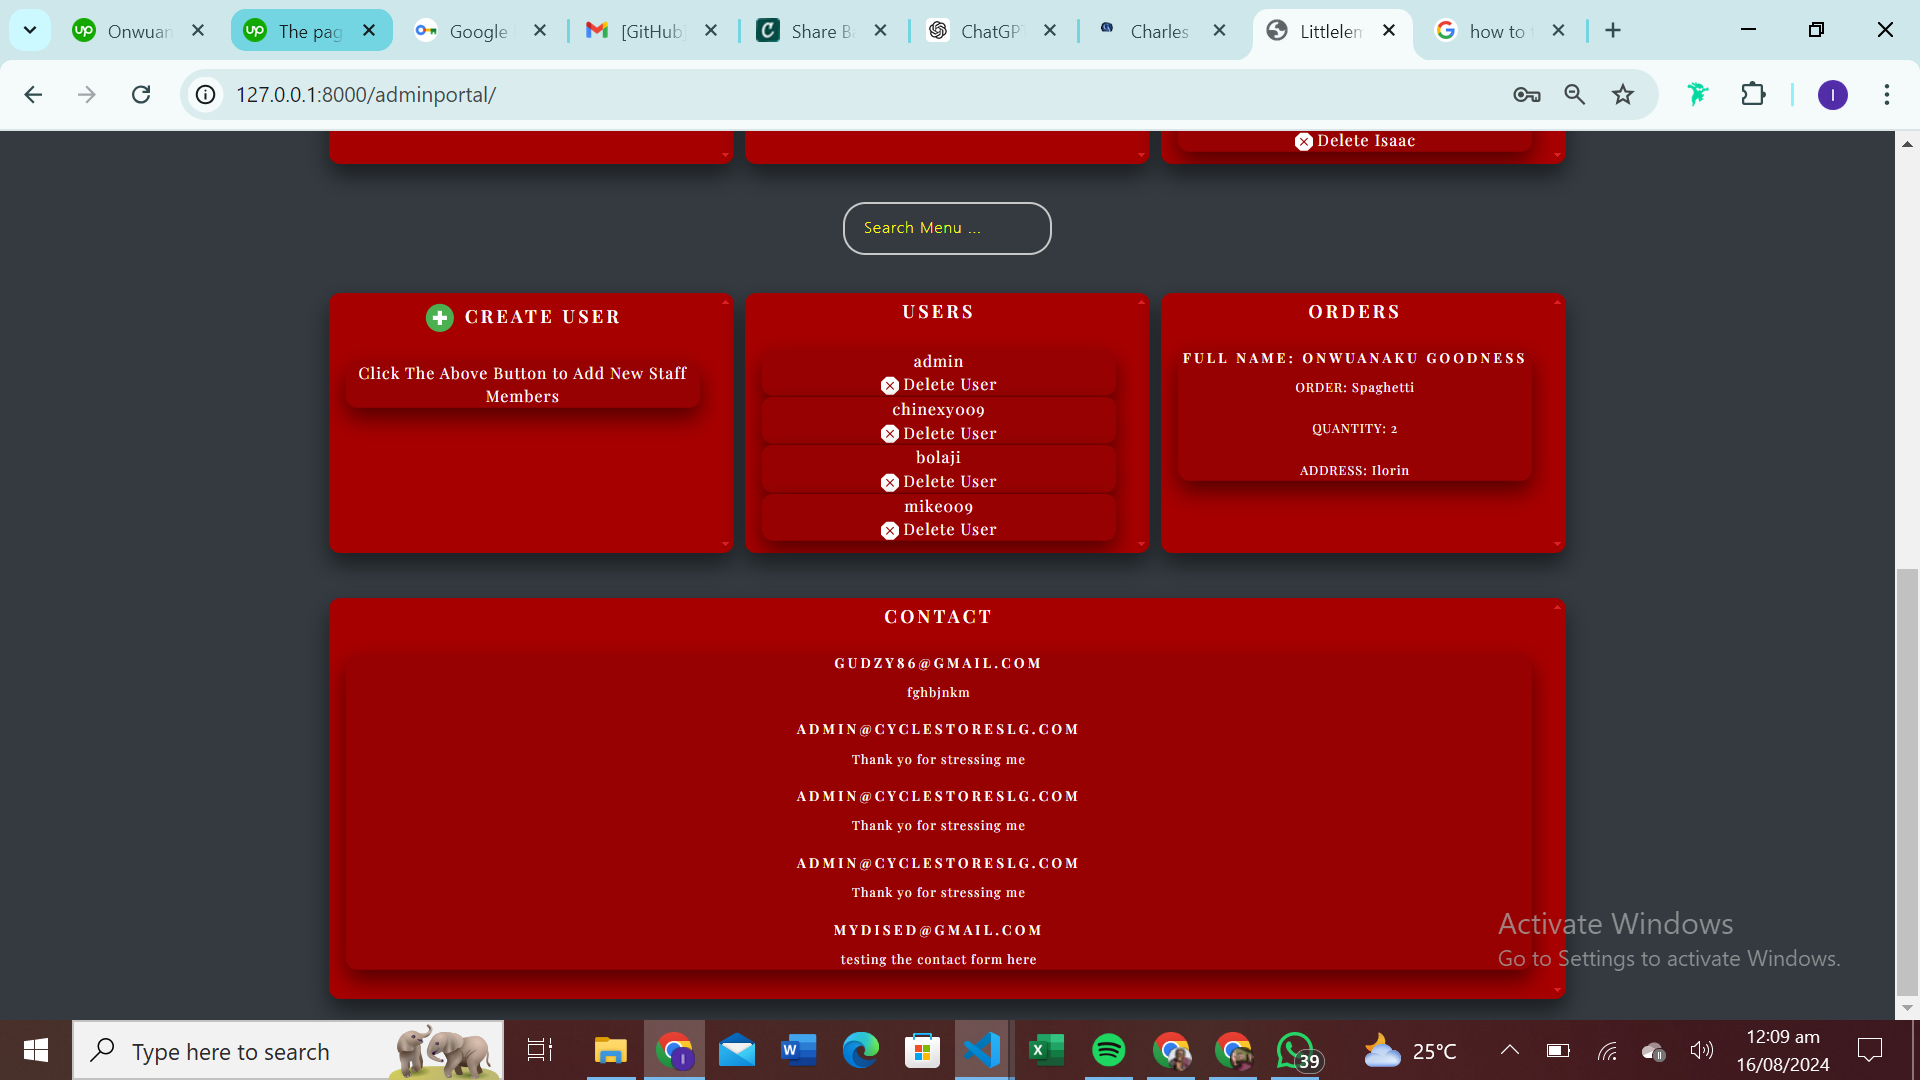 Onwuan
The pag
Google
[GitHub]
Share B
ChatGPT
Charles
Littlelem
how to
127.0.0.1:8000/adminportal/
I
Delete Isaac
Search Menu ...
CREATE USER
Click The Above Button to Add New Staff
Members
USERS
admin
Delete User
chinexy009
Delete User
bolaji
Delete User
mike009
Delete User
ORDERS
FULL NAME: ONWUANAKU GOODNESS
ORDER: Spaghetti
QUANTITY: 2
ADDRESS: Ilorin
CONTACT
GUDZY86@GMAIL.COM
fghbjnkm
ADMIN@CYCLESTORESLG.COM
Thank yo for stressing me
ADMIN@CYCLESTORESLG.COM
Thank yo for stressing me
ADMIN@CYCLESTORESLG.COM
Thank yo for stressing me
MYDISED@GMAIL.COM
testing the contact form here
Activate Windows
Go to Settings to activate Windows.
Type here to search
39
25°C
12:09 am
16/08/2024